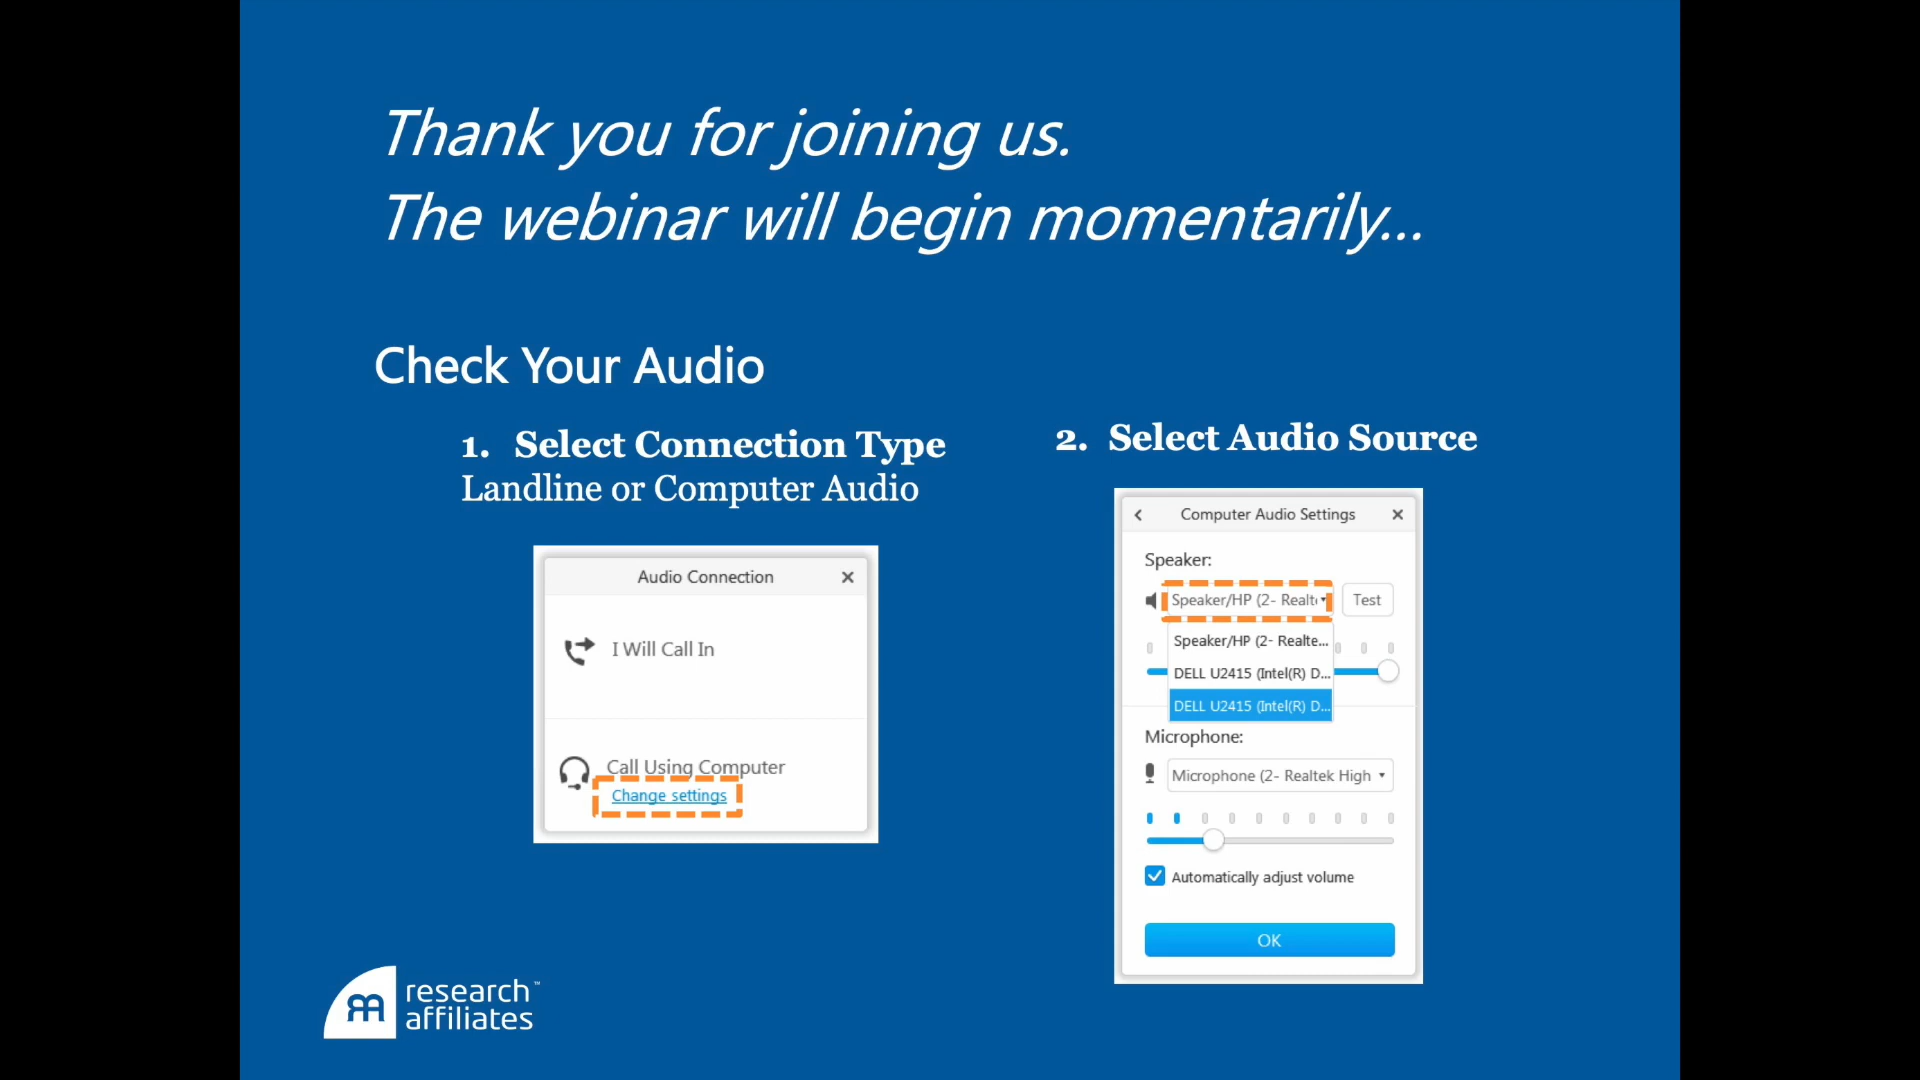 Thank you for joining us.
The webinar will begin momentarily...
Check Your Audio
1. Select Connection Type
Landline or Computer Audio
Audio Connection
I Will Call In
Call Using Computer
Change settings
2. Select Audio Source
Computer Audio Settings
Speaker:
Speaker/HP (2- Realt
Test
Speaker/HP (2- Realte...
DELL U2415 (Intel(R) D...
DELL U2415 (Intel(R) D...
Microphone:
Microphone (2- Realtek High
Automatically adjust volume
OK
research™
affiliates